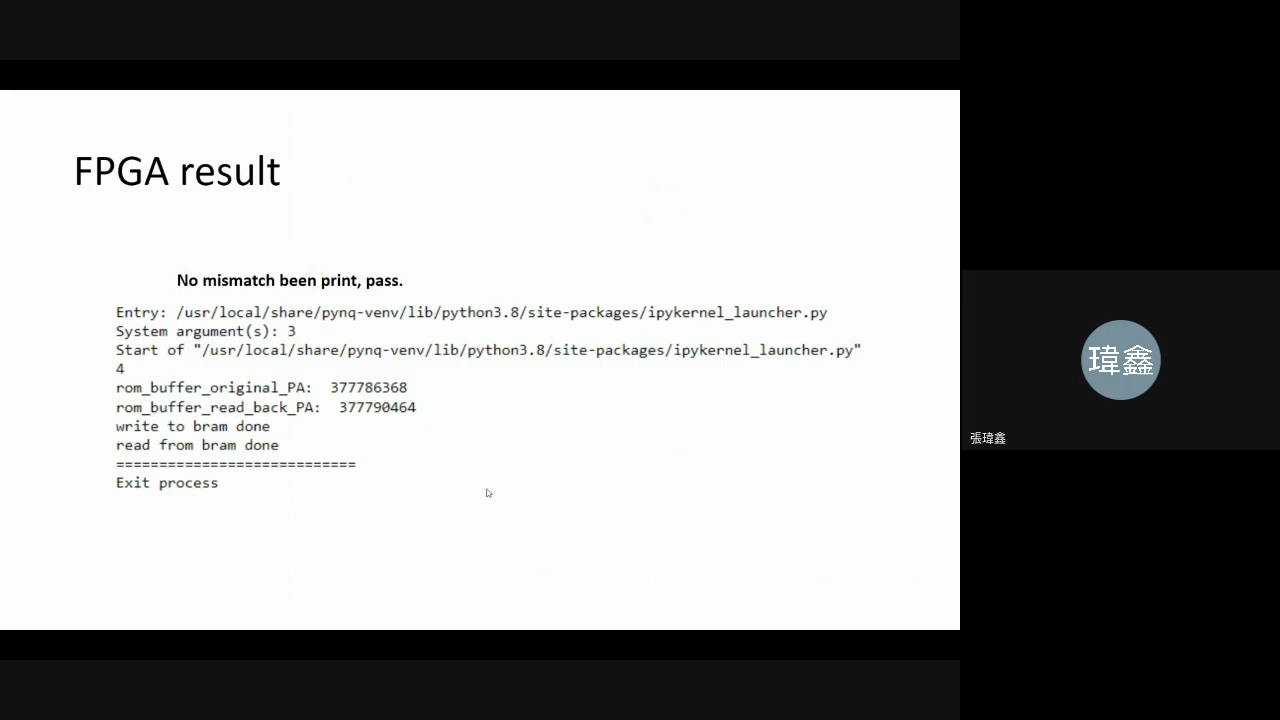 FPGA result
No mismatch been print, pass.
Entry: /usr/local/share/pynq-venv/lib/python3.8/site-packages/ipykernel_launcher.py
System argument(s): 3
Start of "/usr/local/share/pynq-venv/lib/python3.8/site-packages/ipykernel_launcher.py"
4
rom_buffer_original_PA:  377786368
rom_buffer_read_back_PA:  377790464
write to bram done
read from bram done
============================
Exit process
瑋鑫
張瑋鑫